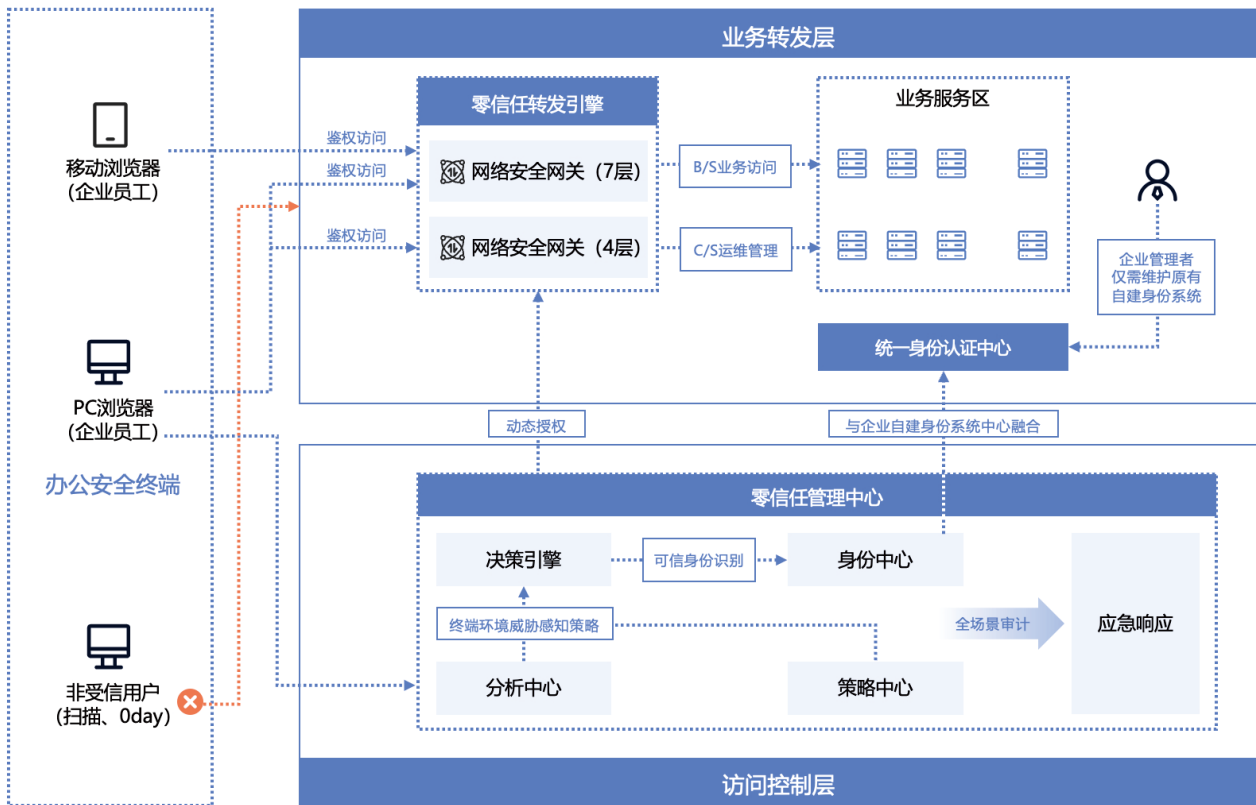 业务转发层
零信任转发引擎
业务服务区
鉴权访问
移动浏览器
(企业员工)
鉴权访问
网络安全网关（7层）
B/S业务访问
鉴权访问
网络安全网关（4层）
C/S运维管理
企业管理者
仅需维护原有
自建身份系统
统一身份认证中心
PC浏览器
(企业员工)
动态授权
与企业自建身份系统中心融合
办公安全终端
零信任管理中心
决策引擎
可信身份识别
身份中心
终端环境威胁感知策略
全场景审计
应急响应
分析中心
策略中心
非受信用户
(扫描、0day)
访问控制层